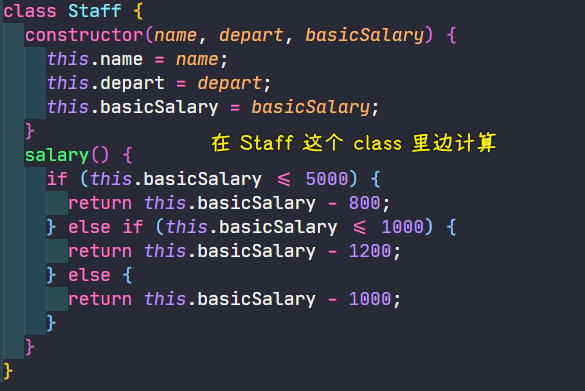 class Staff {
constructor(name, depart, basicSalary) {
this.name = name;
this.depart = depart;
this.basicSalary = basicSalary;
}
在 Staff 这个 class 里边计算
salary() {
if (this.basicSalary ≤ 5000) {
return this.basicSalary - 800;
} else if (this.basicSalary ≤ 1000) {
return this.basicSalary - 1200;
} else {
return this.basicSalary - 1000;
}
}
}